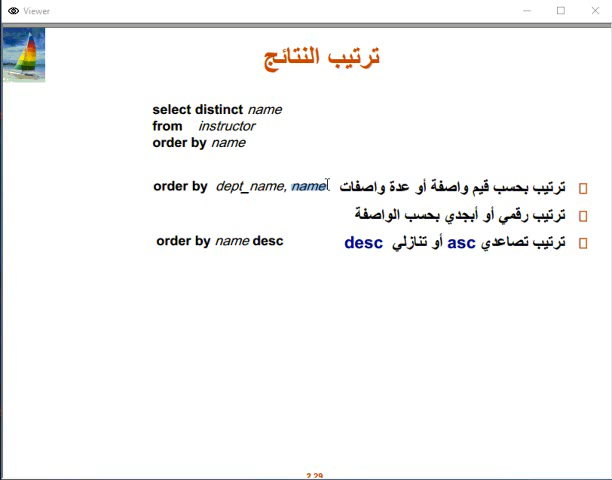 Viewer
ترتيب النتائج
select distinct name
from instructor
order by name
ترتيب بحسب قيم واصفة أو عدة واصفات order by dept_name, name
ترتيب رقمي أو أبجدي بحسب الواصفة
ترتيب تصاعدي asc أو تنازلي desc order by name desc
2.29